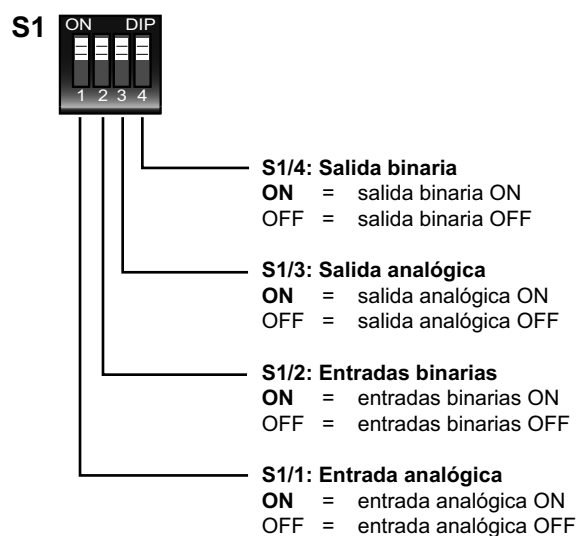 S1
ON DIP
1 2 3 4
S1/4: Salida binaria
ON = salida binaria ON
OFF = salida binaria OFF
S1/3: Salida analógica
ON = salida analógica ON
OFF = salida analógica OFF
S1/2: Entradas binarias
ON = entradas binarias ON
OFF = entradas binarias OFF
S1/1: Entrada analógica
ON = entrada analógica ON
OFF = entrada analógica OFF